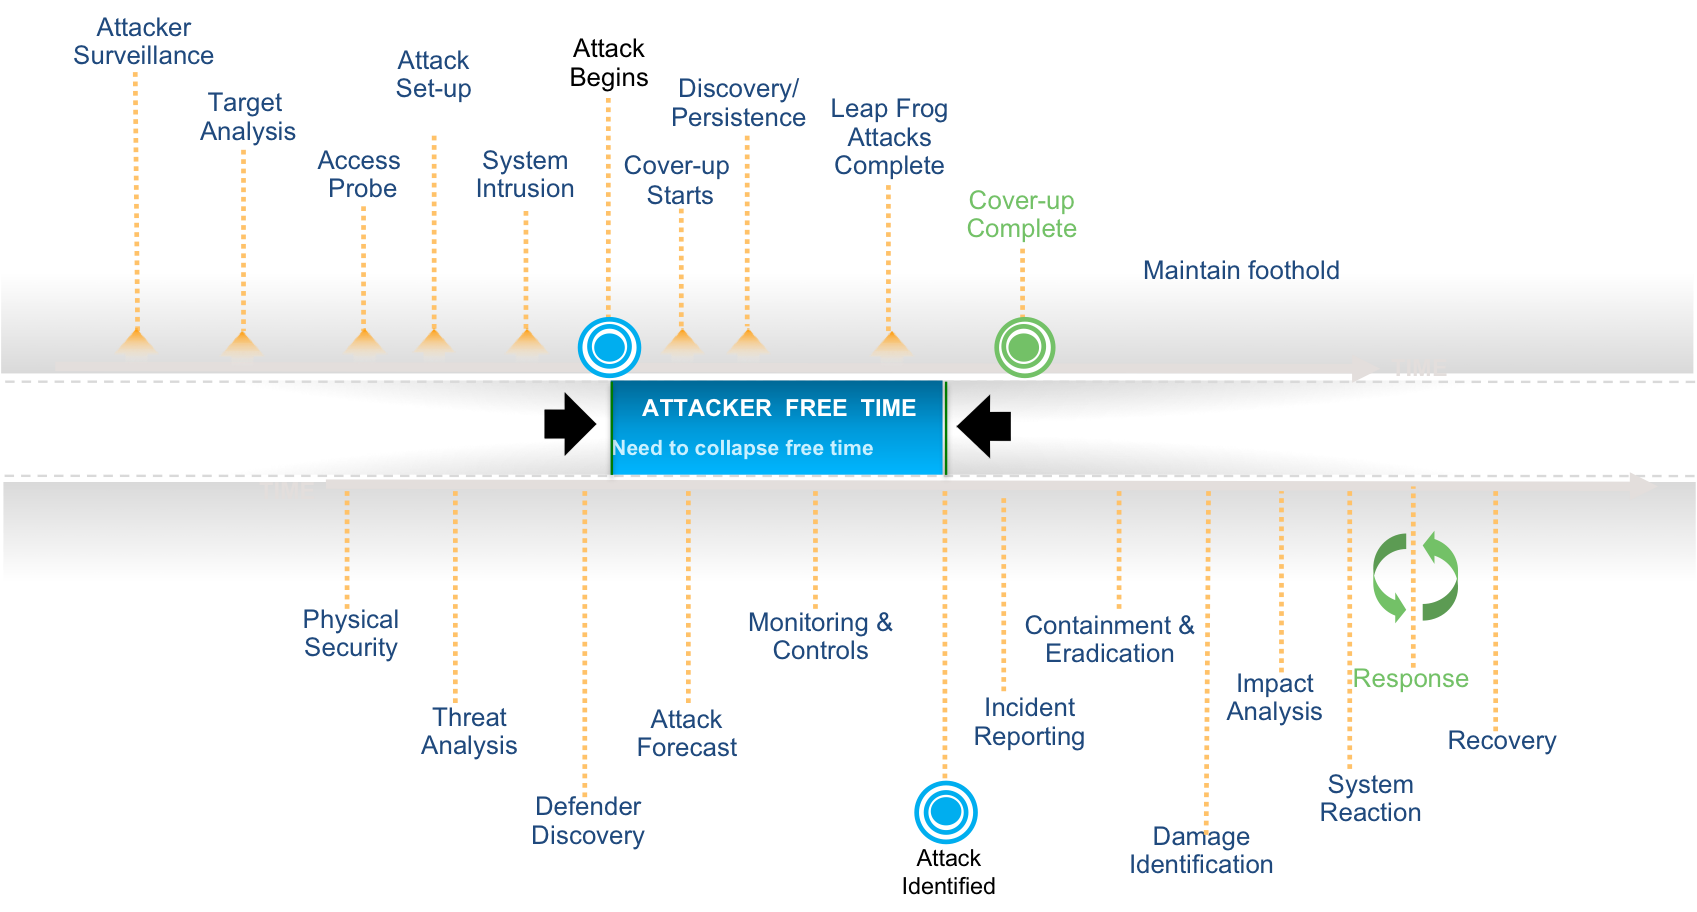 Attacker
Surveillance
Target
Analysis
Access
Probe
Attack
Set-up
System
Intrusion
Attack
Begins
Cover-up
Starts
Discovery/
Persistence
Leap Frog
Attacks
Complete
Cover-up
Complete
Maintain foothold
TIME
ATTACKER FREE TIME
Need to collapse free time
TIME
Physical
Security
Threat
Analysis
Defender
Discovery
Attack
Forecast
Monitoring &
Controls
Attack
Identified
Incident
Reporting
Containment &
Eradication
Damage
Identification
Impact
Analysis
System
Reaction
Response
Recovery